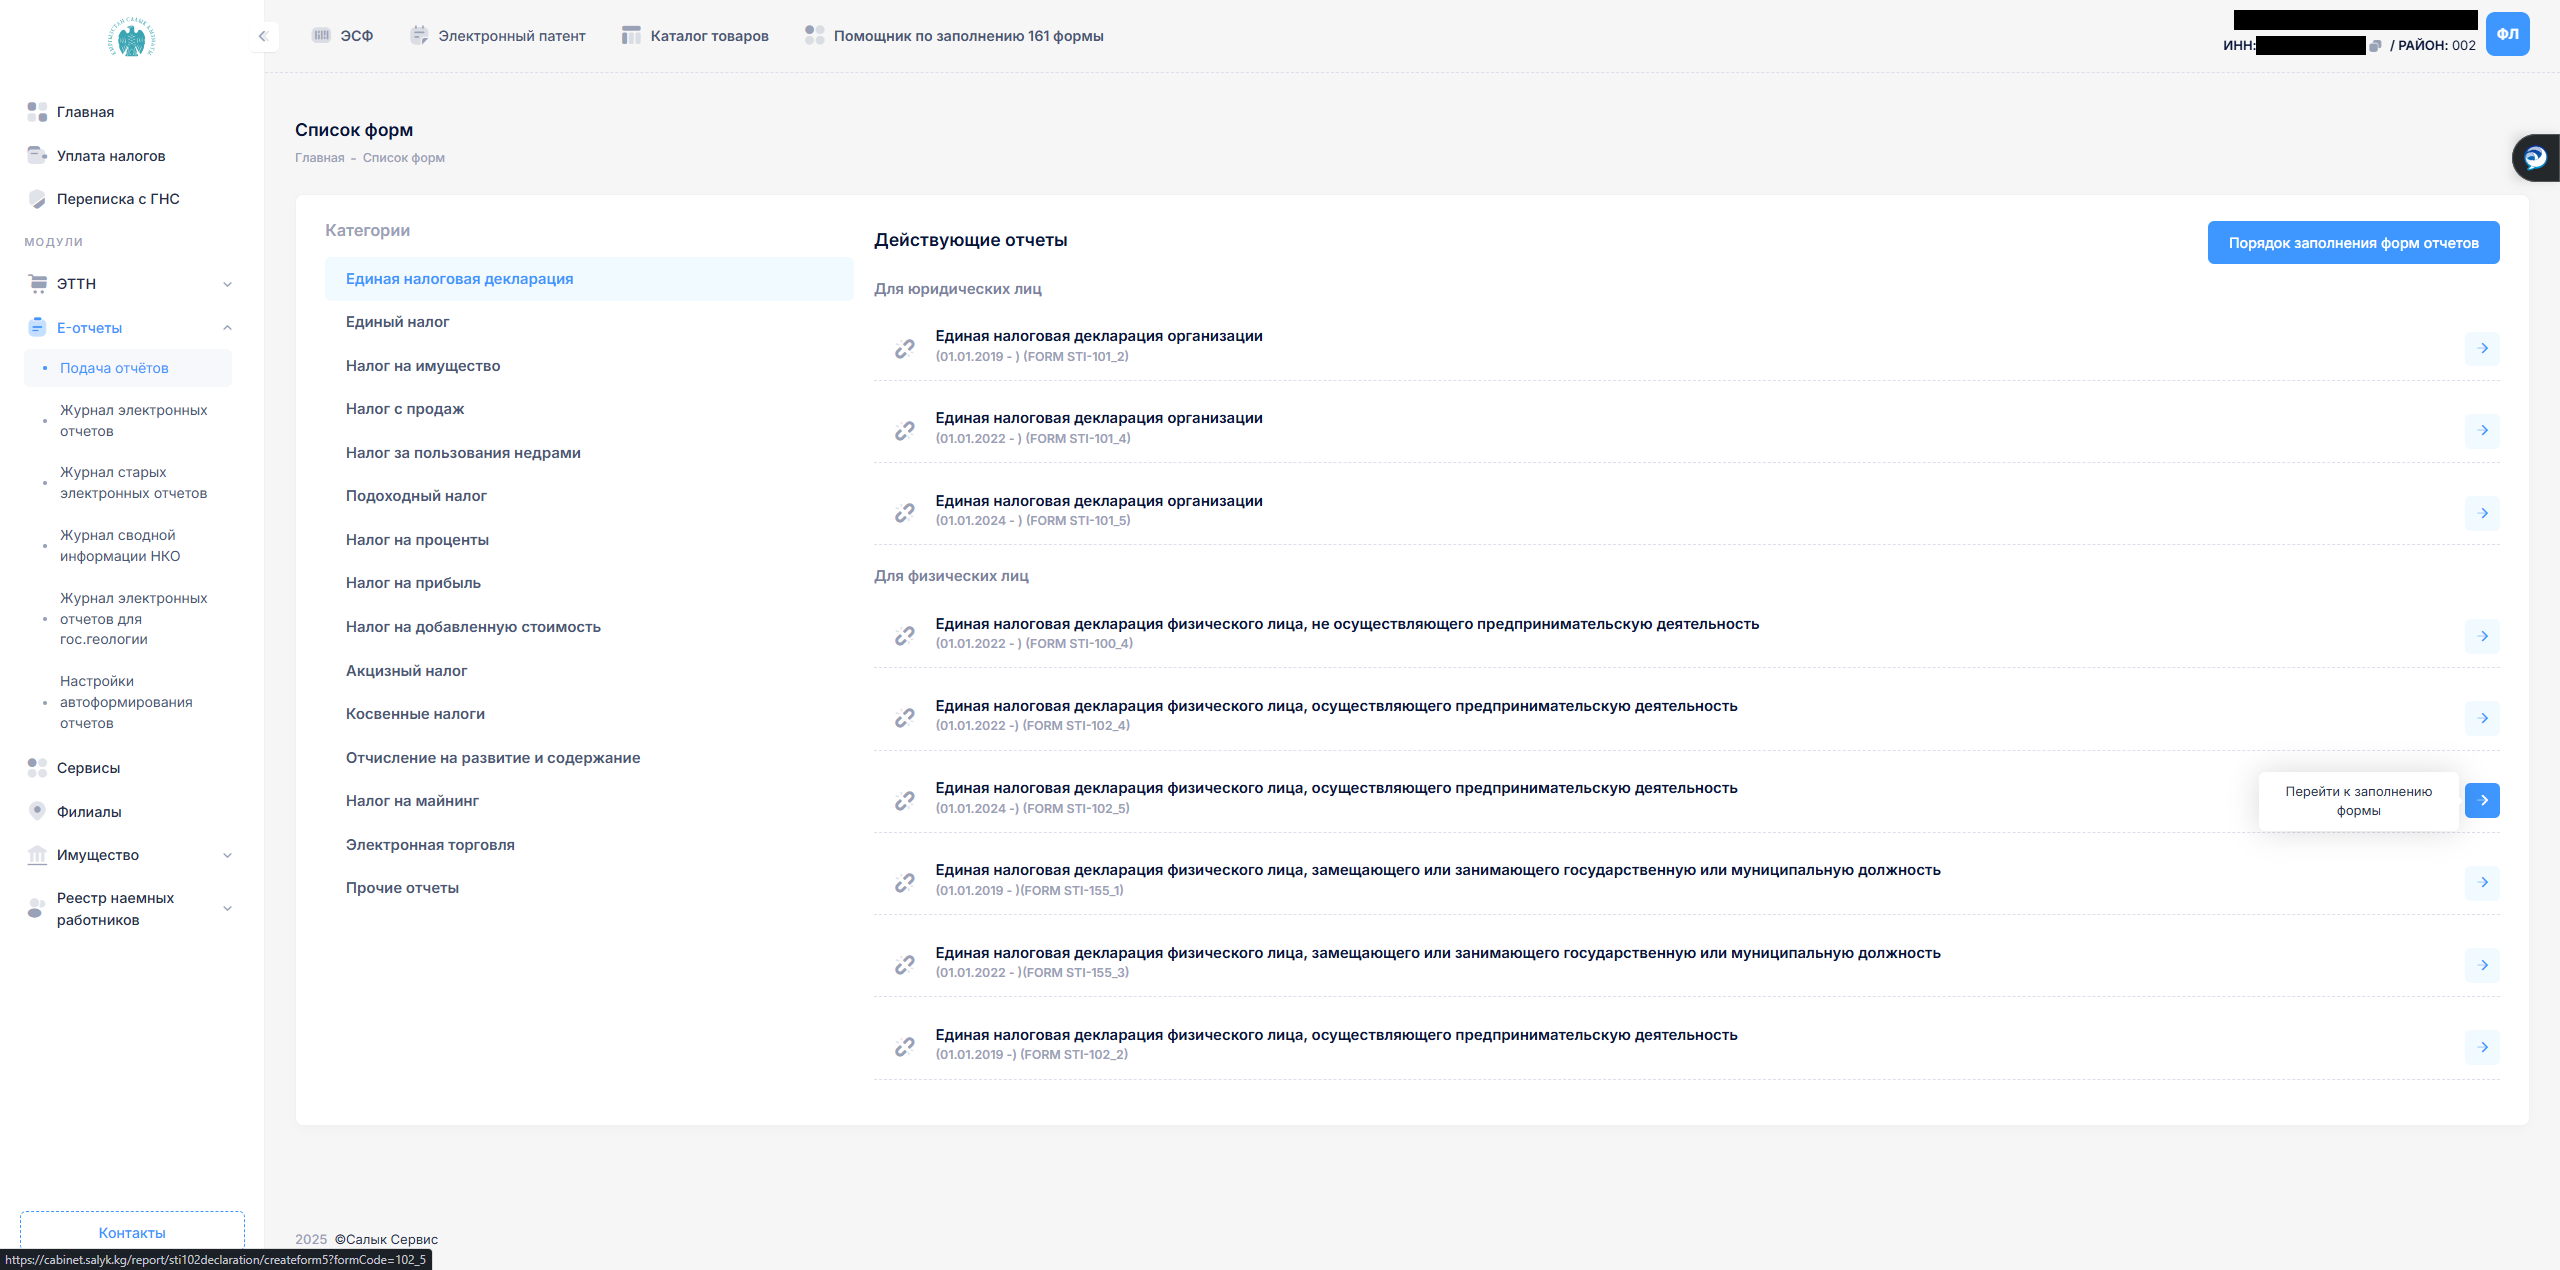 ЭСФ
Электронный патент
Каталог товаров
Помощник по заполнению 161 формы
ИНН:
/ РАЙОН: 002
ФЛ
Главная
Уплата налогов
Переписка с ГНС
МОДУЛИ
ЭТТН
Е-отчеты
Подача отчётов
Журнал электронных
отчетов
Журнал старых
электронных отчетов
Журнал сводной
информации НКО
Журнал электронных
отчетов для
гос.геологии
Настройки
автоформирования
отчетов
Сервисы
Филиалы
Имущество
Реестр наемных
работников
Контакты
Список форм
Главная - Список форм
Категории
Единая налоговая декларация
Единый налог
Налог на имущество
Налог с продаж
Налог за пользования недрами
Подоходный налог
Налог на проценты
Налог на прибыль
Налог на добавленную стоимость
Акцизный налог
Косвенные налоги
Отчисление на развитие и содержание
Налог на майнинг
Электронная торговля
Прочие отчеты
Действующие отчеты
Порядок заполнения форм отчетов
Для юридических лиц
Единая налоговая декларация организации
(01.01.2019 - ) (FORM STI-101_2)
Единая налоговая декларация организации
(01.01.2022 - ) (FORM STI-101_4)
Единая налоговая декларация организации
(01.01.2024 - ) (FORM STI-101_5)
Для физических лиц
Единая налоговая декларация физического лица, не осуществляющего предпринимательскую деятельность
(01.01.2022 - ) (FORM STI-100_4)
Единая налоговая декларация физического лица, осуществляющего предпринимательскую деятельность
(01.01.2022 -) (FORM STI-102_4)
Единая налоговая декларация физического лица, осуществляющего предпринимательскую деятельность
(01.01.2024 -) (FORM STI-102_5)
Перейти к заполнению
формы
Единая налоговая декларация физического лица, замещающего или занимающего государственную или муниципальную должность
(01.01.2019 - )(FORM STI-155_1)
Единая налоговая декларация физического лица, замещающего или занимающего государственную или муниципальную должность
(01.01.2022 - )(FORM STI-155_3)
Единая налоговая декларация физического лица, осуществляющего предпринимательскую деятельность
(01.01.2019 -) (FORM STI-102_2)
2025 ©Салык Сервис
https://cabinet.salyk.kg/report/sti102declaration/createform5?formCode=102_5